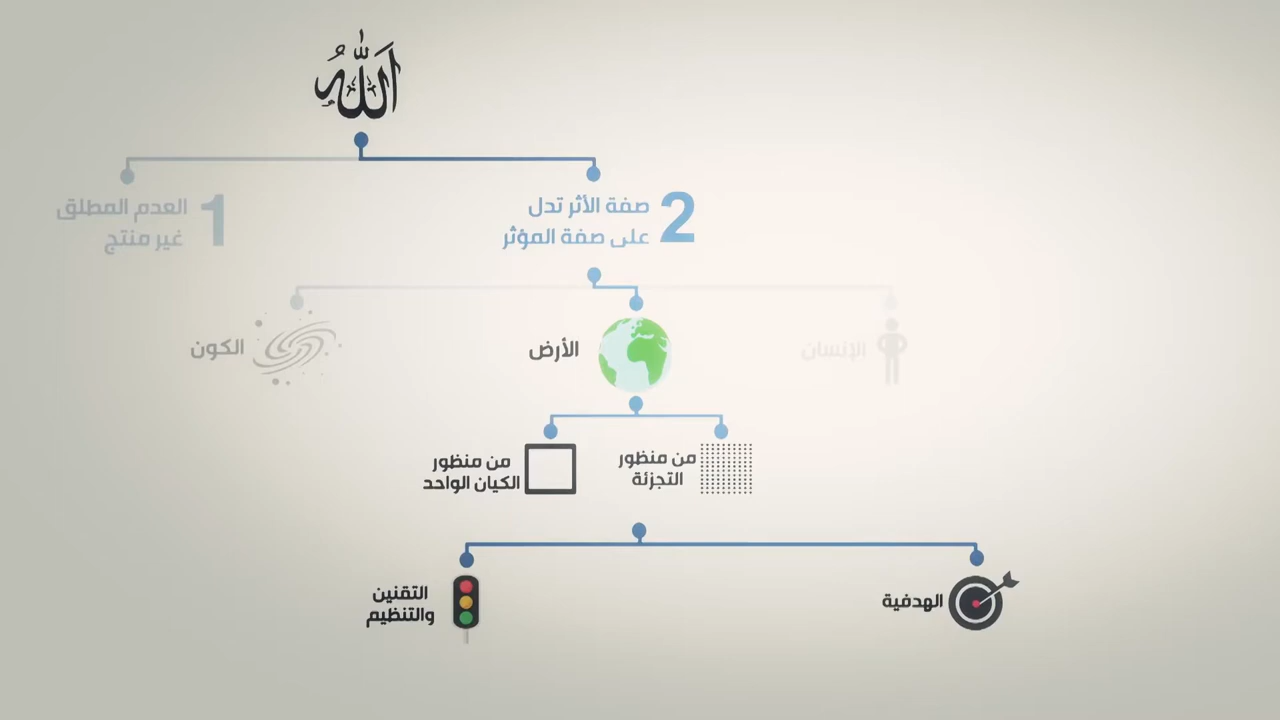 الله
2
صفة الأثر تدل
على صفة المؤثر
1
العدم المطلق
غير منتج
الإنسان
الأرض
الكون
من منظور
التجزئة
من منظور
الكيان الواحد
الهدفية
التقنين
والتنظيم